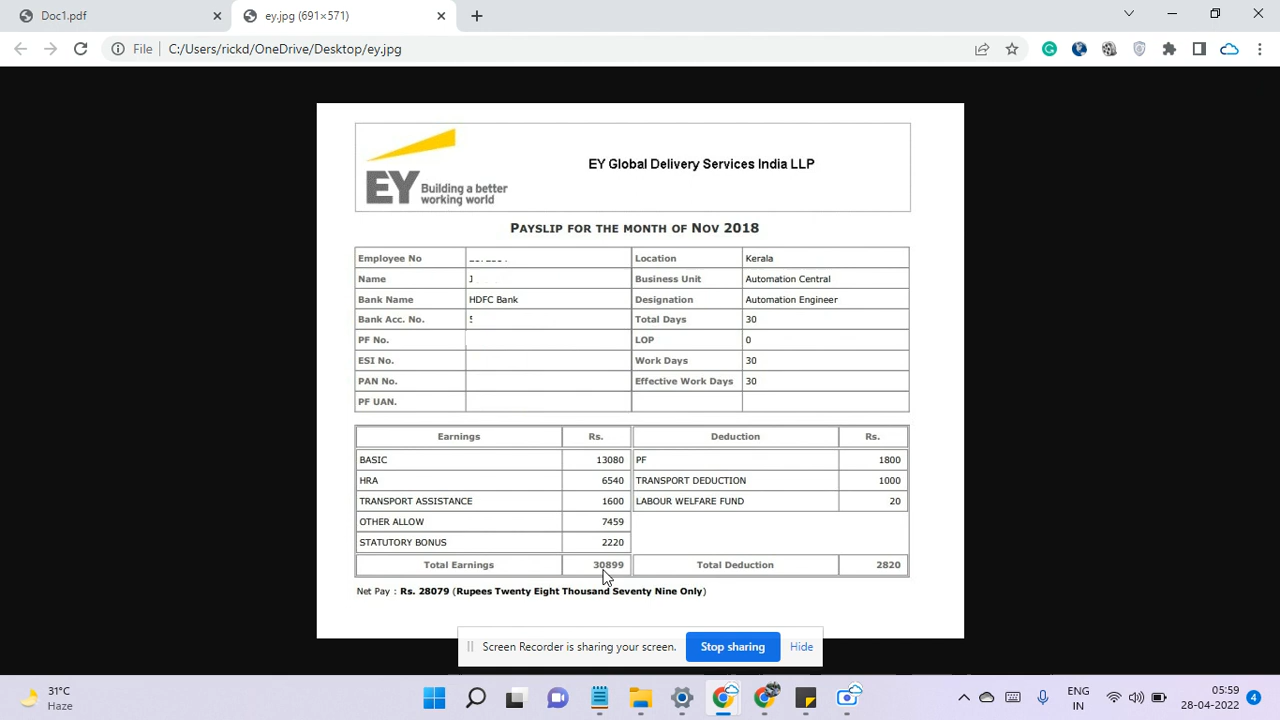 Doc1.pdf
ey.jpg (691×571)
File C:/Users/rickd/OneDrive/Desktop/ey.jpg
EY Building a better working world
EY Global Delivery Services India LLP
PAYSLIP FOR THE MONTH OF NOV 2018
Employee No Location Kerala
Name Business Unit Automation Central
Bank Name HDFC Bank Designation Automation Engineer
Bank Acc. No. Total Days 30
PF No. LOP 0
ESI No. Work Days 30
PAN No. Effective Work Days 30
PF UAN.
Earnings Rs. Deduction Rs.
BASIC 13080 PF 1800
HRA 6540 TRANSPORT DEDUCTION 1000
TRANSPORT ASSISTANCE 1600 LABOUR WELFARE FUND 20
OTHER ALLOW 7459
STATUTORY BONUS 2220
Total Earnings 30899 Total Deduction 2820
Net Pay : Rs. 28079 (Rupees Twenty Eight Thousand Seventy Nine Only)
Screen Recorder is sharing your screen. Stop sharing Hide
31°C
Haze
ENG
IN
05:59
28-04-2022
4